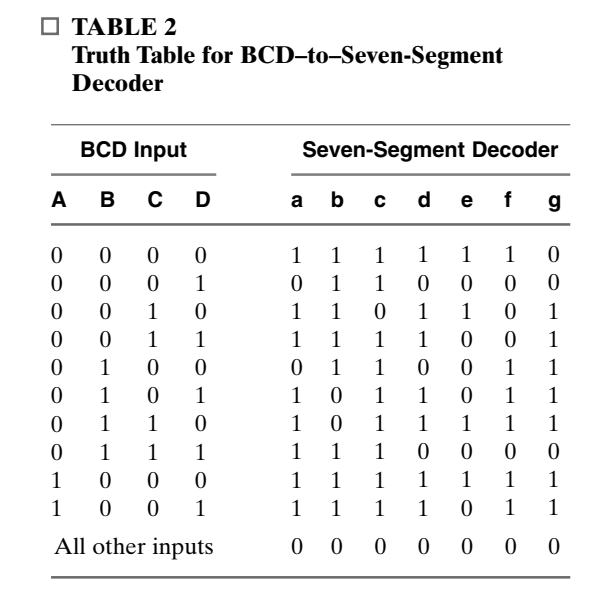 □ TABLE 2
Truth Table for BCD–to–Seven-Segment
Decoder
BCD Input Seven-Segment Decoder
A B C D a b c d e f g
0 0 0 0 1 1 1 1 1 1 0
0 0 0 1 0 1 1 0 0 0 0
0 0 1 0 1 1 0 1 1 0 1
0 0 1 1 1 1 1 1 0 0 1
0 1 0 0 0 1 1 0 0 1 1
0 1 0 1 1 0 1 1 0 1 1
0 1 1 0 1 0 1 1 1 1 1
0 1 1 1 1 1 1 0 0 0 0
1 0 0 0 1 1 1 1 1 1 1
1 0 0 1 1 1 1 1 0 1 1
All other inputs 0 0 0 0 0 0 0